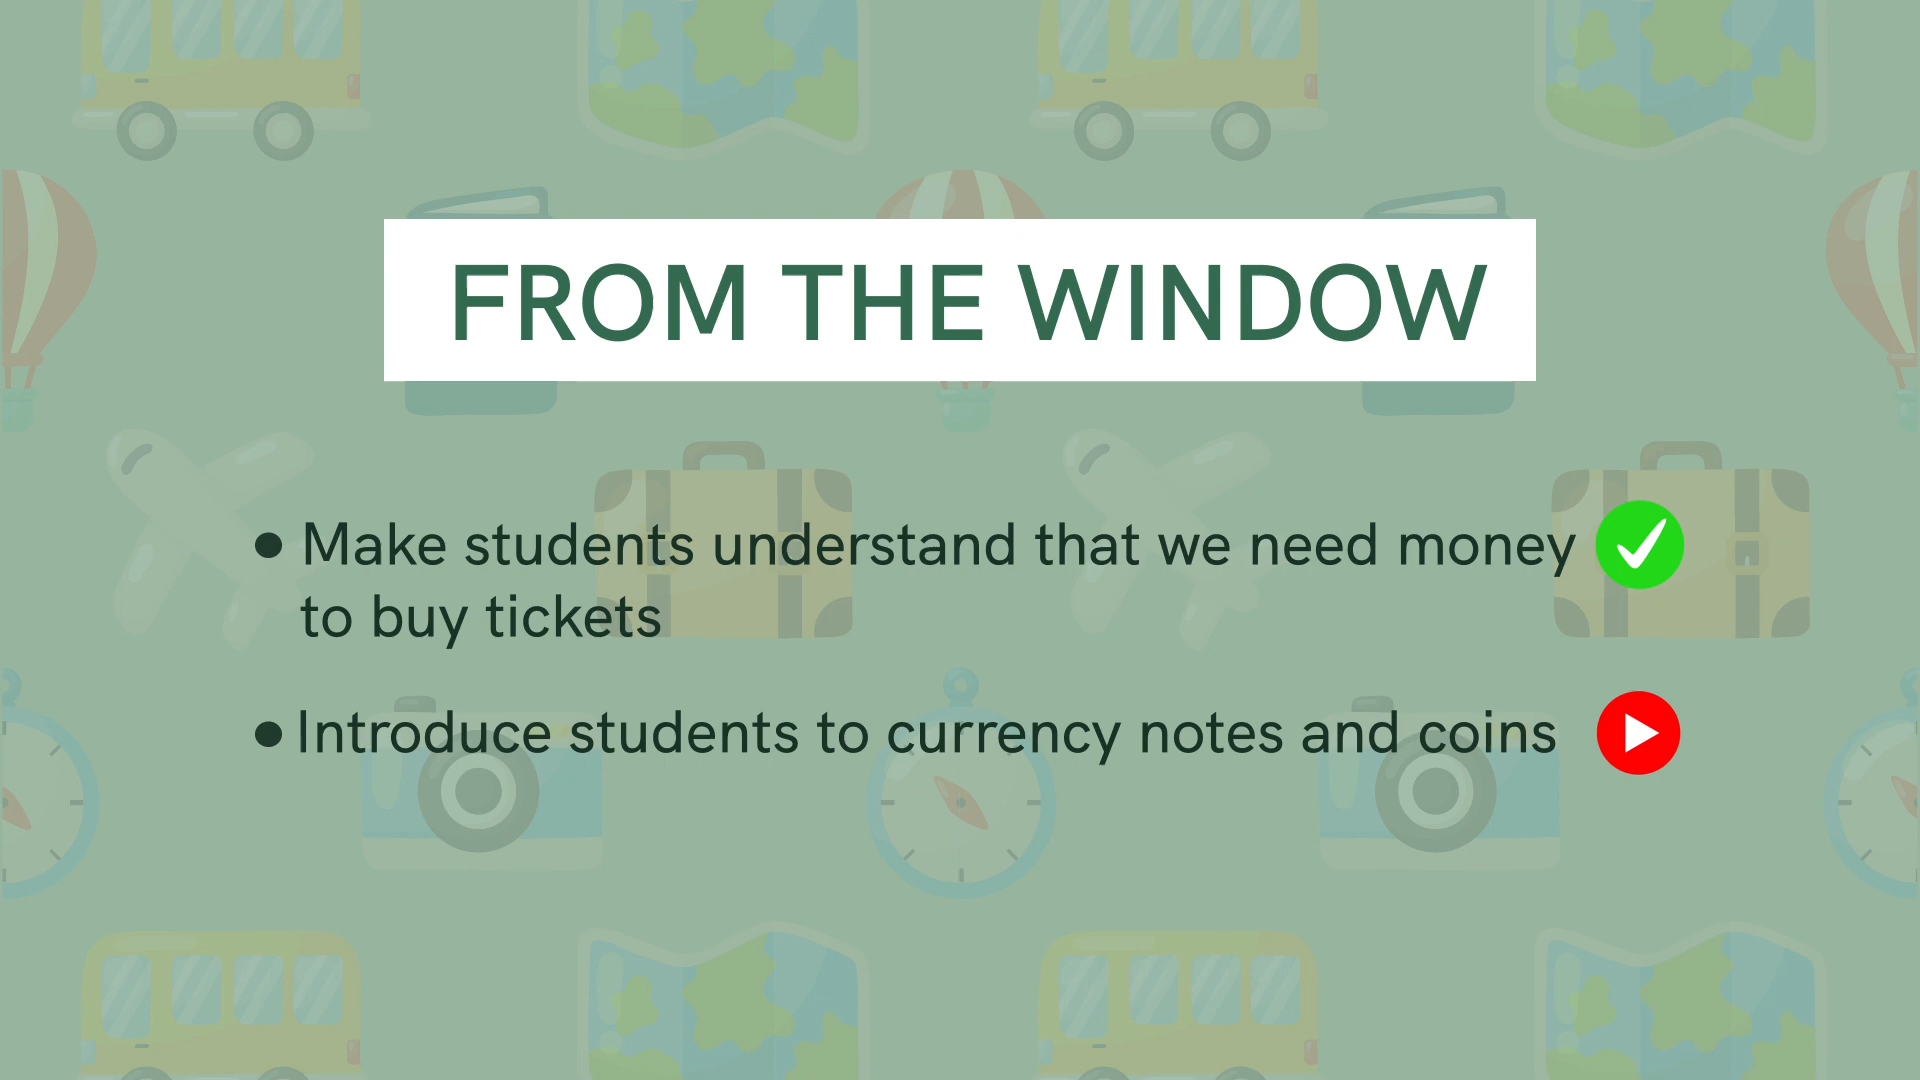 FROM THE WINDOW
● Make students understand that we need money
to buy tickets
● Introduce students to currency notes and coins